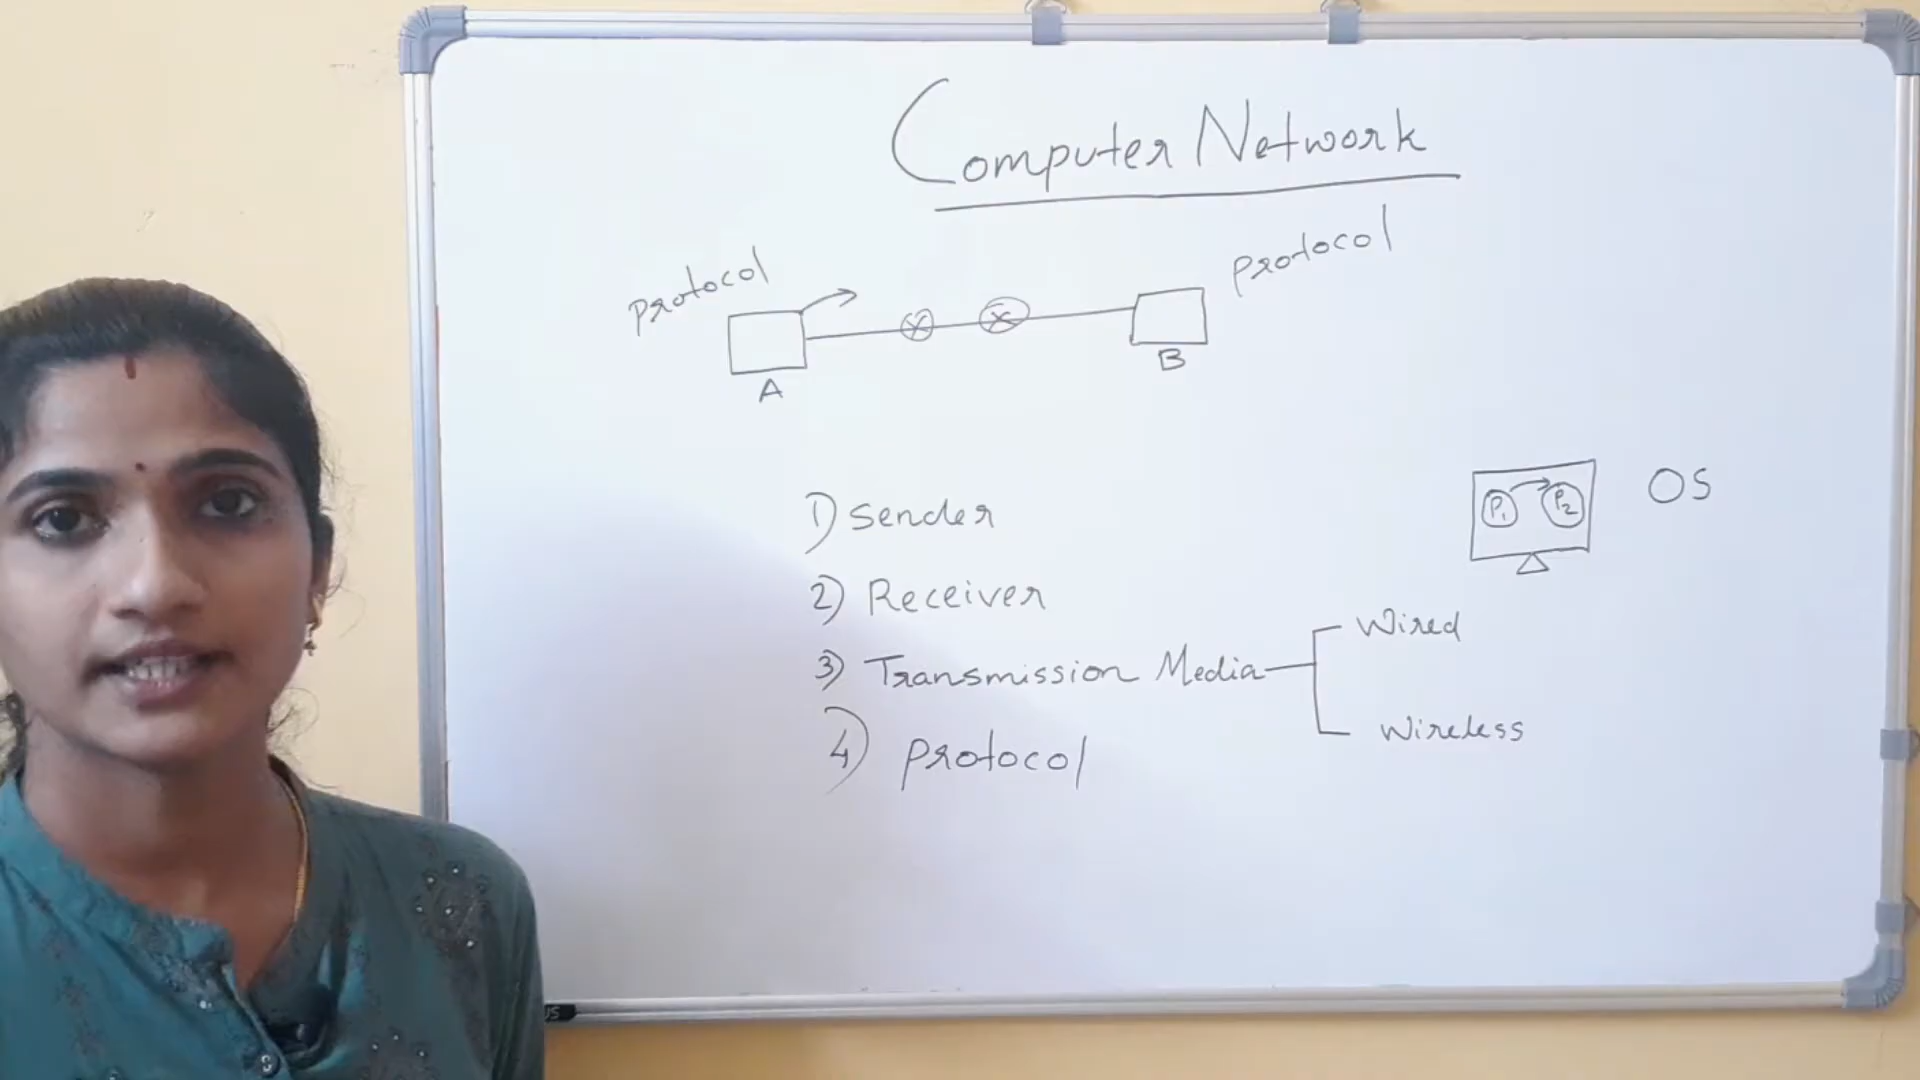 Computer Network
Protocol
Protocol
A
B
1) Sender
2) Receiver
3) Transmission Media
Wired
Wireless
4) Protocol
P1 P2
OS